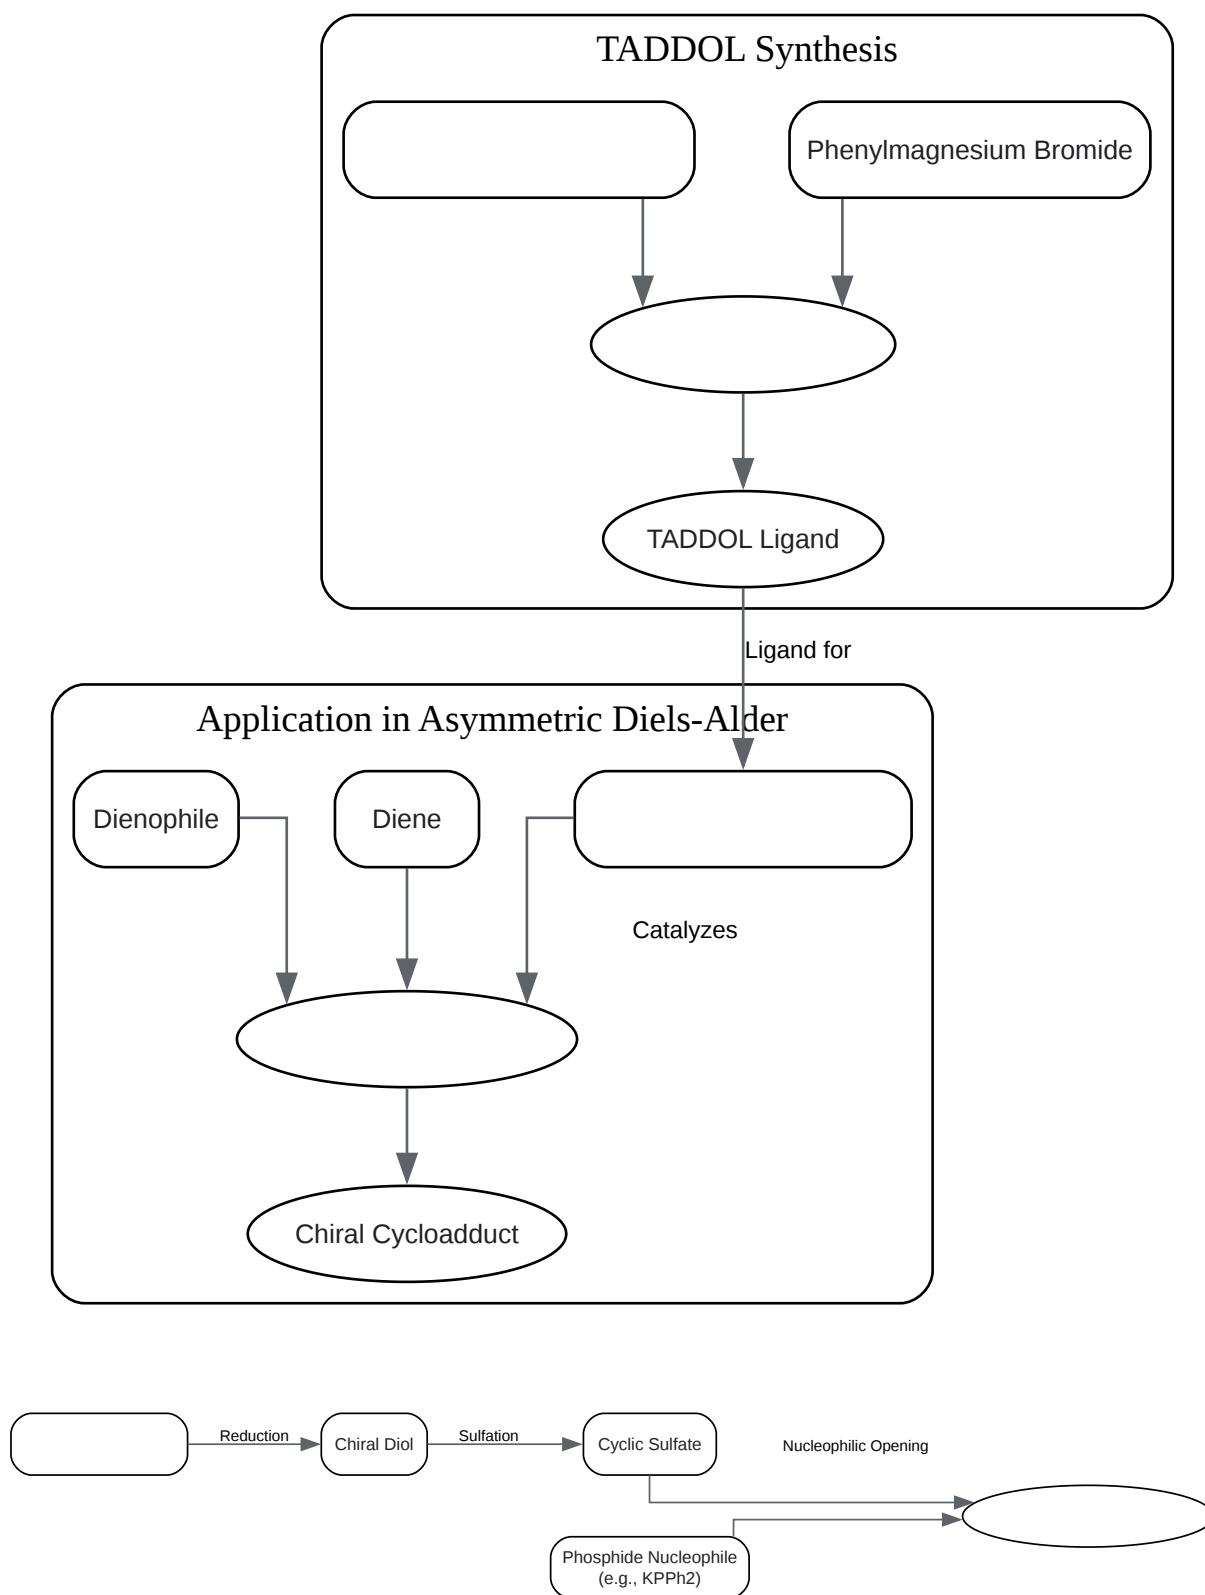 TADDOL Synthesis
Phenylmagnesium Bromide
TADDOL Ligand
Ligand for
Application in Asymmetric Diels-Alder
Dienophile
Diene
Catalyzes
Chiral Cycloadduct
Reduction
Chiral Diol
Sulfation
Cyclic Sulfate
Nucleophilic Opening
Phosphide Nucleophile
(e.g., KPPh2)